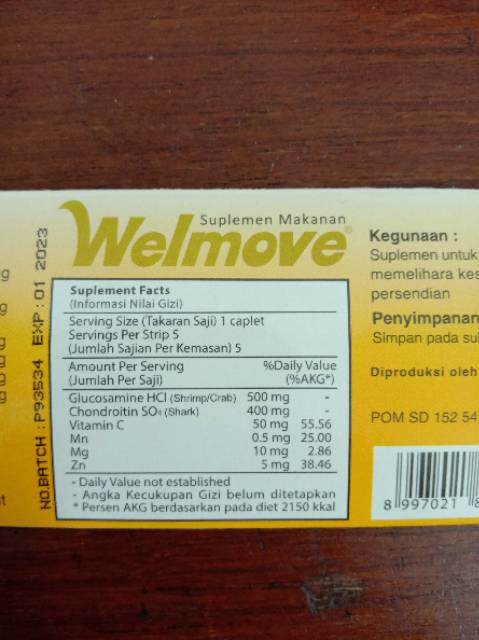 Suplemen Makanan
Welmove®
Suplement Facts
(Informasi Nilai Gizi)
Serving Size (Takaran Saji) 1 caplet
Servings Per Strip 5
(Jumlah Sajian Per Kemasan) 5
Amount Per Serving %Daily Value
(Jumlah Per Saji) (%AKG*)
Glucosamine HCl (Shrimp/Crab) 500 mg -
Chondroitin SO₄ (Shark) 400 mg -
Vitamin C 50 mg 55.56
Mn 0.5 mg 25.00
Mg 10 mg 2.86
Zn 5 mg 38.46
- Daily Value not established
- Angka Kecukupan Gizi belum ditetapkan
* Persen AKG berdasarkan pada diet 2150 kkal
NO.BATCH : P93534 EXP : 01 2023
Kegunaan :
Suplemen untuk
memelihara kes
persendian
Penyimpanan
Simpan pada su
Diproduksi oleh
POM SD 152 54
8 997021